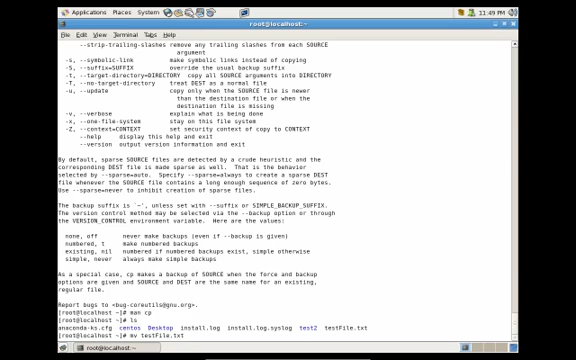 Applications Places System 11:49 PM
root@localhost:~
File Edit View Terminal Tabs Help
--strip-trailing-slashes remove any trailing slashes from each SOURCE
argument
-s, --symbolic-link make symbolic links instead of copying
-S, --suffix=SUFFIX override the usual backup suffix
-t, --target-directory=DIRECTORY copy all SOURCE arguments into DIRECTORY
-T, --no-target-directory treat DEST as a normal file
-u, --update copy only when the SOURCE file is newer
than the destination file or when the
destination file is missing
-v, --verbose explain what is being done
-x, --one-file-system stay on this file system
-Z, --context=CONTEXT set security context of copy to CONTEXT
--help display this help and exit
--version output version information and exit
By default, sparse SOURCE files are detected by a crude heuristic and the
corresponding DEST file is made sparse as well. That is the behavior
selected by --sparse=auto. Specify --sparse=always to create a sparse DEST
file whenever the SOURCE file contains a long enough sequence of zero bytes.
Use --sparse=never to inhibit creation of sparse files.
The backup suffix is `~', unless set with --suffix or SIMPLE_BACKUP_SUFFIX.
The version control method may be selected via the --backup option or through
the VERSION_CONTROL environment variable. Here are the values:
none, off never make backups (even if --backup is given)
numbered, t make numbered backups
existing, nil numbered if numbered backups exist, simple otherwise
simple, never always make simple backups
As a special case, cp makes a backup of SOURCE when the force and backup
options are given and SOURCE and DEST are the same name for an existing,
regular file.
Report bugs to <bug-coreutils@gnu.org>.
[root@localhost ~]# man cp
[root@localhost ~]# ls
anaconda-ks.cfg centos Desktop install.log install.log.syslog test2 testFile.txt
[root@localhost ~]# mv testFile.txt
root@localhost:~